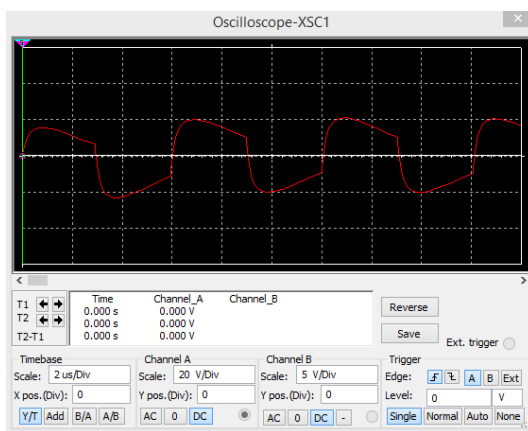 Oscilloscope-XSC1
Time Channel_A Channel_B
T1 0.000 s 0.000 V
T2 0.000 s 0.000 V
T2-T1 0.000 s 0.000 V
Reverse
Save
Ext. trigger
Timebase
Scale: 2 us/Div
X pos.(Div): 0
Y/T Add B/A A/B
Channel A
Scale: 20 V/Div
Y pos.(Div): 0
AC 0 DC
Channel B
Scale: 5 V/Div
Y pos.(Div): 0
AC 0 DC -
Trigger
Edge: A B Ext
Level: 0 V
Single Normal Auto None